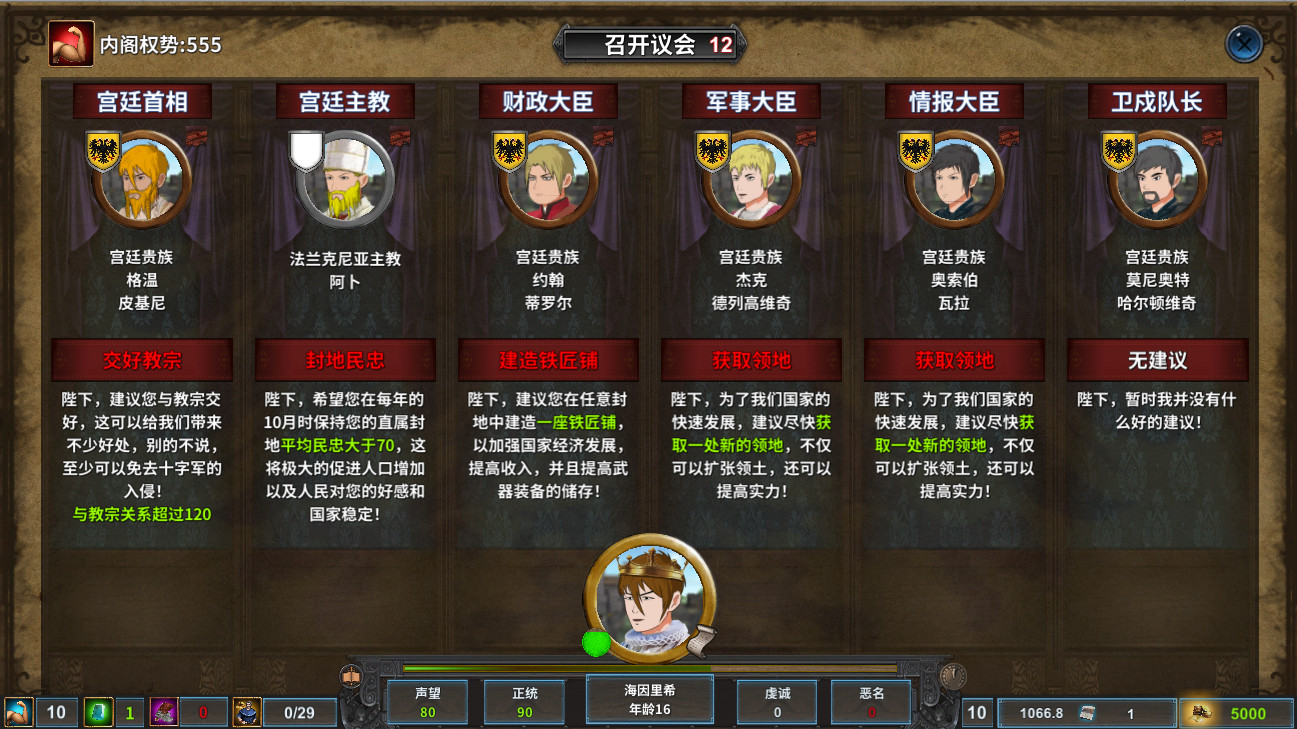 内阁权势:555
召开议会 12
宫廷首相
宫廷主教
财政大臣
军事大臣
情报大臣
卫戍队长
宫廷贵族
格温
皮基尼
法兰克尼亚主教
阿卜
宫廷贵族
约翰
蒂罗尔
宫廷贵族
杰克
德列高维奇
宫廷贵族
奥索伯
瓦拉
宫廷贵族
莫尼奥特
哈尔顿维奇
交好教宗
陛下，建议您与教宗交
好，这可以给我们带来
不少好处，别的不说，
至少可以免去十字军的
入侵！
与教宗关系超过120
封地民忠
陛下，希望您在每年的
10月时保持您的直属封
地平均民忠大于70，这
将极大的促进人口增加
以及人民对您的好感和
国家稳定！
建造铁匠铺
陛下，建议您在任意封
地中建造一座铁匠铺，
以加强国家经济发展，
提高收入，并且提高武
器装备的储存！
获取领地
陛下，为了我们国家的
快速发展，建议尽快获
取一处新的领地，不仅
可以扩张领土，还可以
提高实力！
获取领地
陛下，为了我们国家的
快速发展，建议尽快获
取一处新的领地，不仅
可以扩张领土，还可以
提高实力！
无建议
陛下，暂时我并没有什
么好的建议！
10
1
0
0/29
声望
80
正统
90
海因里希
年龄16
虔诚
0
恶名
0
10
1066.8
1
5000